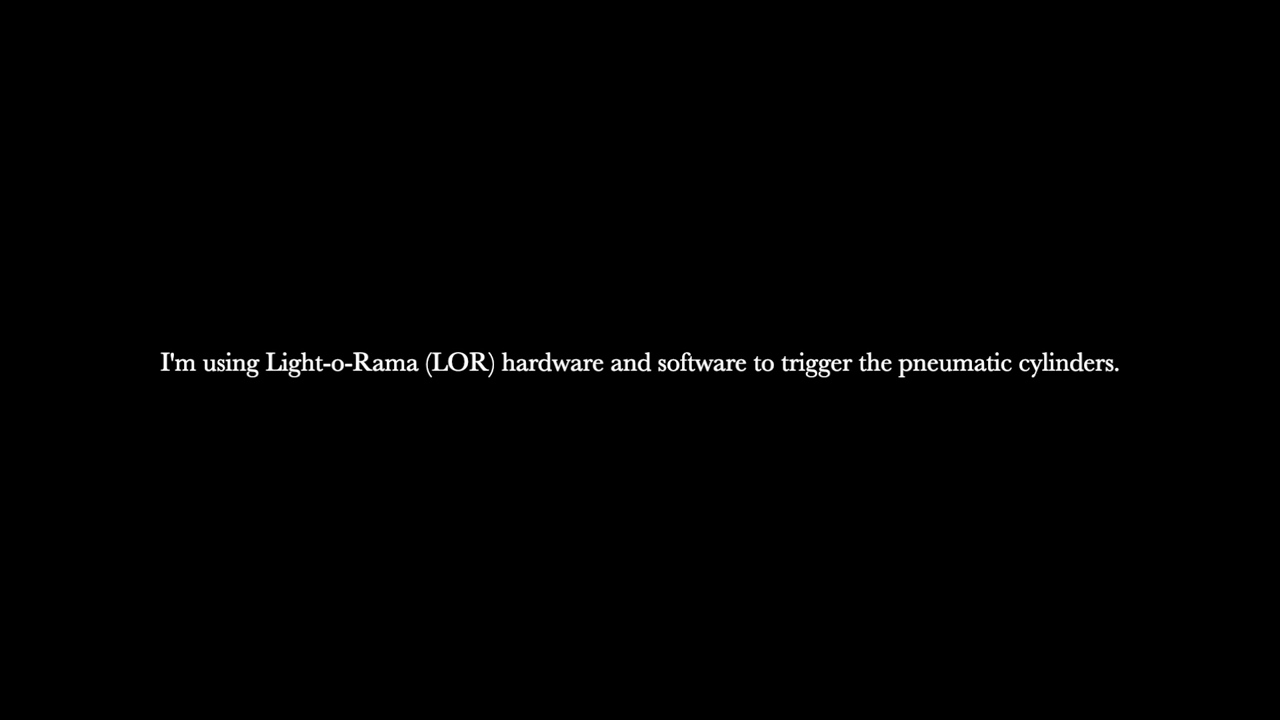 I'm using Light-o-Rama (LOR) hardware and software to trigger the pneumatic cylinders.